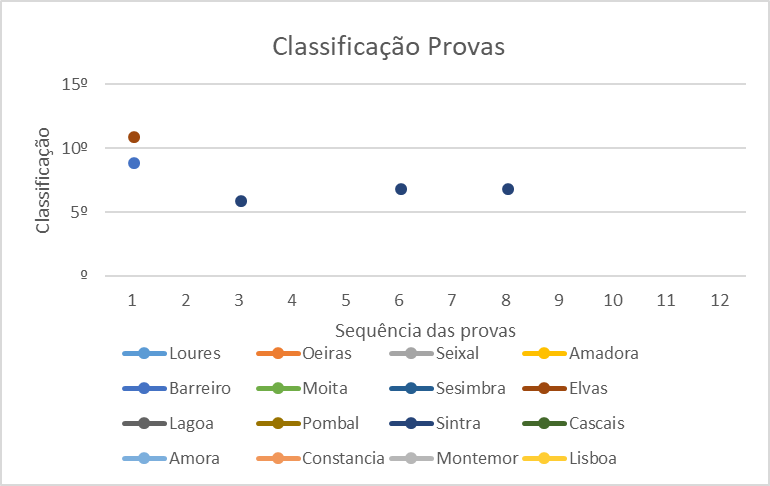 Classificação Provas
15º
10º
5º
º
Classificação
1 2 3 4 5 6 7 8 9 10 11 12
Sequência das provas
Loures Oeiras Seixal Amadora
Barreiro Moita Sesimbra Elvas
Lagoa Pombal Sintra Cascais
Amora Constancia Montemor Lisboa